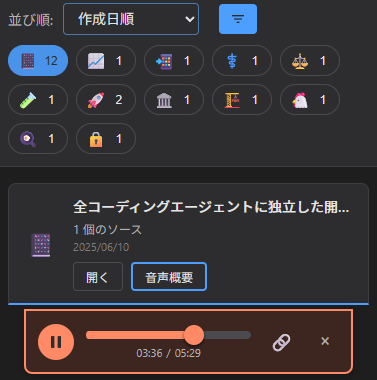 並び順: 作成日順
12 1 1 1 1
1 2 1 1 1
1 1
全コーディングエージェントに独立した開...
1 個のソース
2025/06/10
開く 音声概要
03:36 / 05:29
×